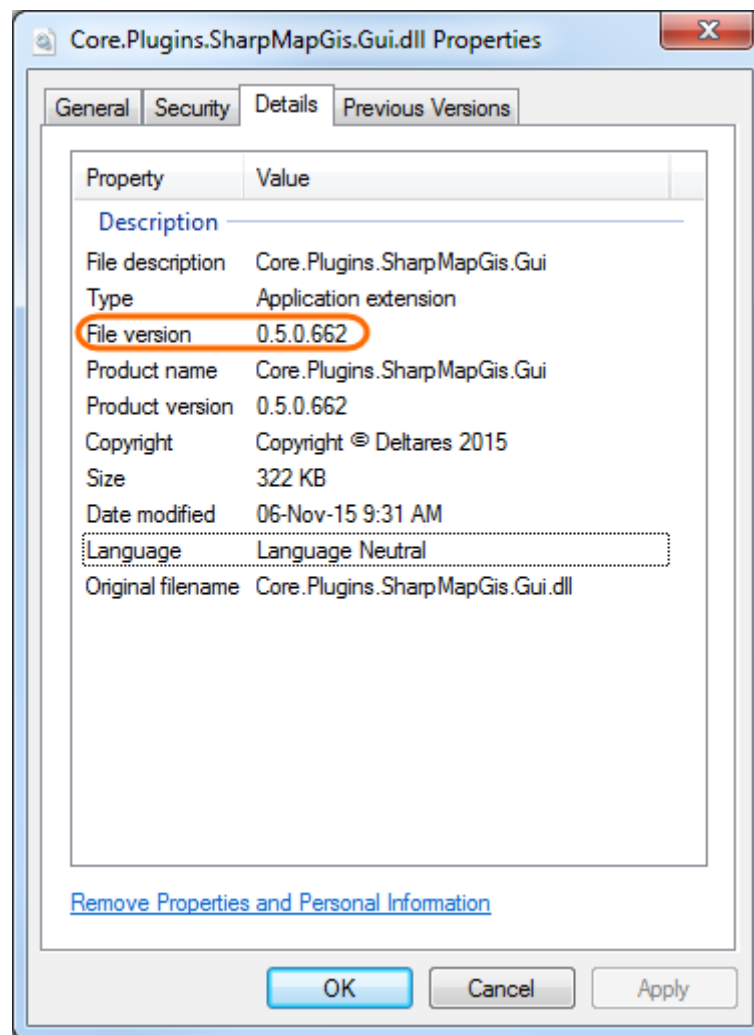 Core.Plugins.SharpMapGis.Gui.dll Properties
General Security Details Previous Versions
Property Value
Description
File description Core.Plugins.SharpMapGis.Gui
Type Application extension
File version 0.5.0.662
Product name Core.Plugins.SharpMapGis.Gui
Product version 0.5.0.662
Copyright Copyright © Deltares 2015
Size 322 KB
Date modified 06-Nov-15 9:31 AM
Language Language Neutral
Original filename Core.Plugins.SharpMapGis.Gui.dll
Remove Properties and Personal Information
OK Cancel Apply